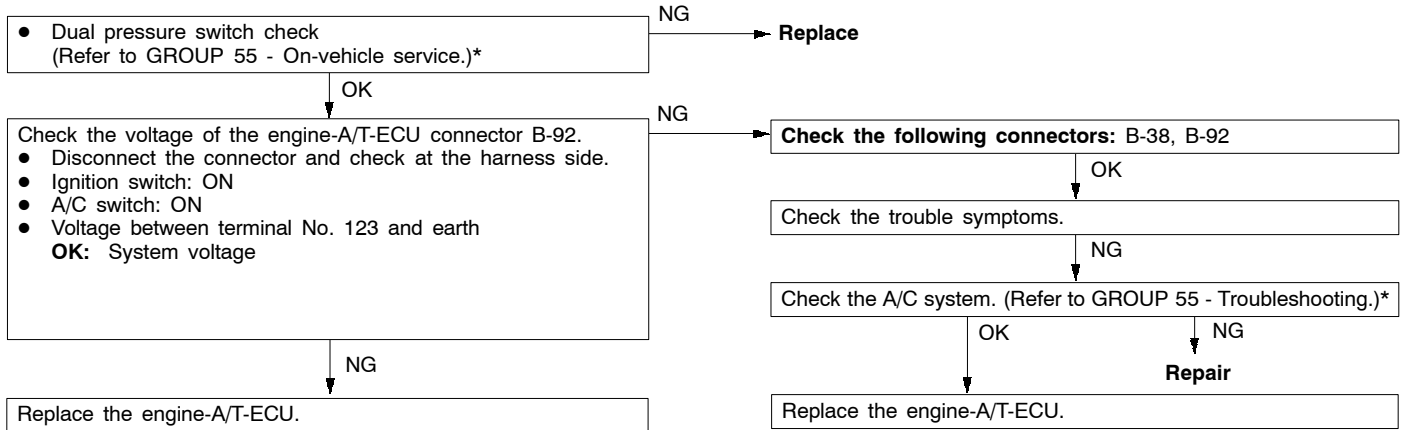 ● Dual pressure switch check
(Refer to GROUP 55 - On-vehicle service.)*
NG
Replace
OK
Check the voltage of the engine-A/T-ECU connector B-92.
● Disconnect the connector and check at the harness side.
● Ignition switch: ON
● A/C switch: ON
● Voltage between terminal No. 123 and earth
OK: System voltage
NG
Check the following connectors: B-38, B-92
OK
Check the trouble symptoms.
NG
Check the A/C system. (Refer to GROUP 55 - Troubleshooting.)*
OK
NG
Repair
Replace the engine-A/T-ECU.
NG
Replace the engine-A/T-ECU.